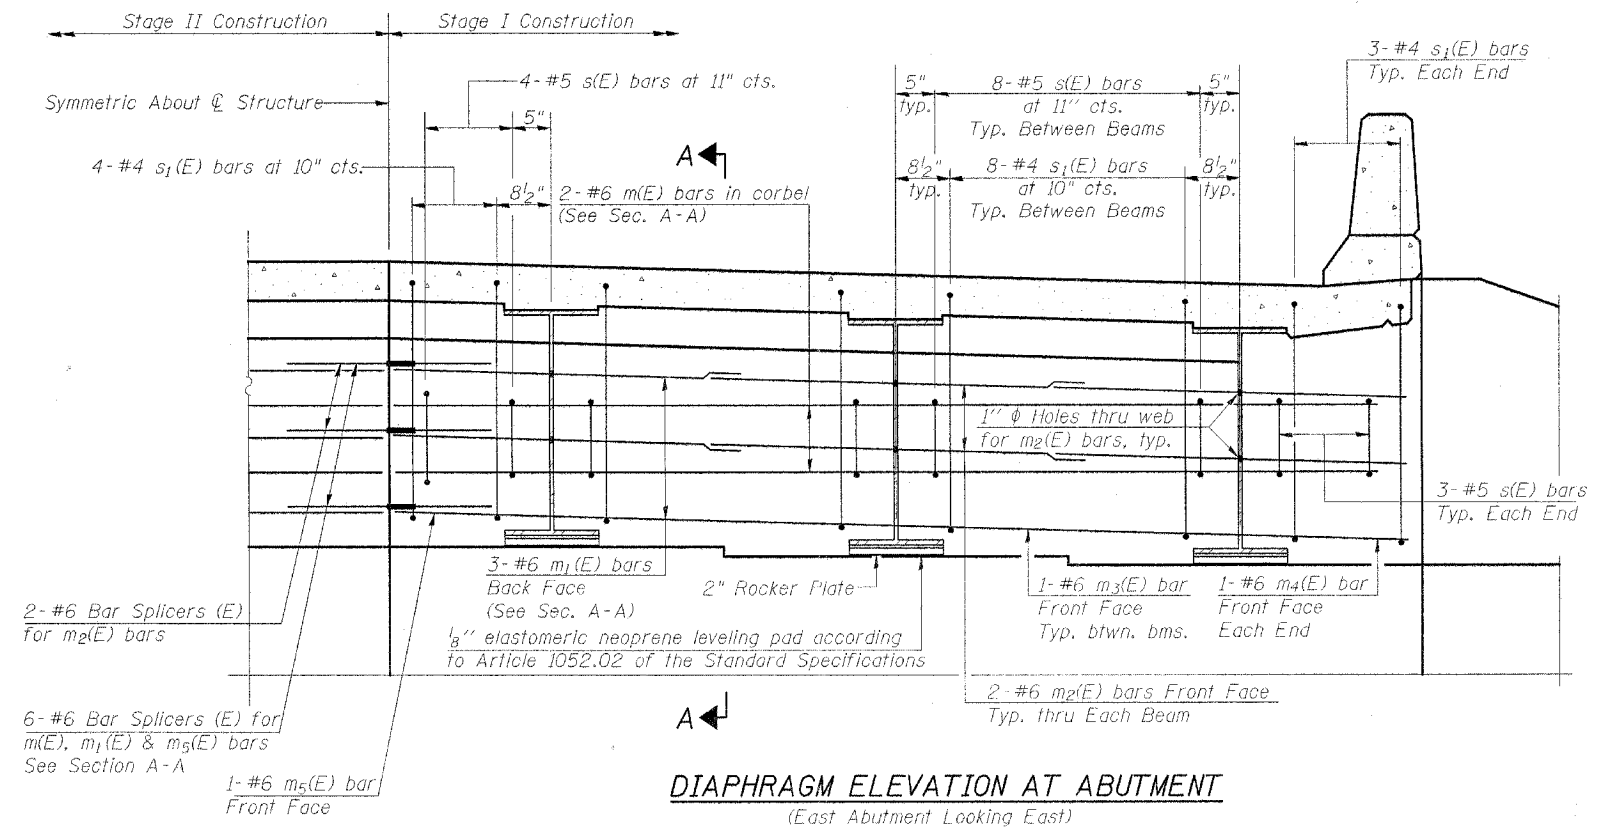 Stage II Construction
Stage I Construction
Symmetric About ℄ Structure
4-#5 s(E) bars at 11" cts.
5"
4-#4 s₁(E) bars at 10" cts.
8½"
2-#6 m(E) bars in corbel
(See Sec. A-A)
A
5"
typ.
8-#5 s(E) bars
at 11" cts.
Typ. Between Beams
5"
typ.
8½"
typ.
8-#4 s₁(E) bars
at 10" cts.
Typ. Between Beams
8½"
typ.
3-#4 s₁(E) bars
Typ. Each End
1" ϕ Holes thru web
for m₂(E) bars, typ.
3-#5 s(E) bars
Typ. Each End
3-#6 m₁(E) bars
Back Face
(See Sec. A-A)
2" Rocker Plate
1-#6 m₃(E) bar
Front Face
Typ. btwn. bms.
1-#6 m₄(E) bar
Front Face
Each End
2-#6 Bar Splicers (E)
for m₂(E) bars
⅛" elastomeric neoprene leveling pad according
to Article 1052.02 of the Standard Specifications
2-#6 m₂(E) bars Front Face
Typ. thru Each Beam
6-#6 Bar Splicers (E) for
m(E), m₁(E) & m₅(E) bars
See Section A-A
A
1-#6 m₅(E) bar
Front Face
DIAPHRAGM ELEVATION AT ABUTMENT
(East Abutment Looking East)